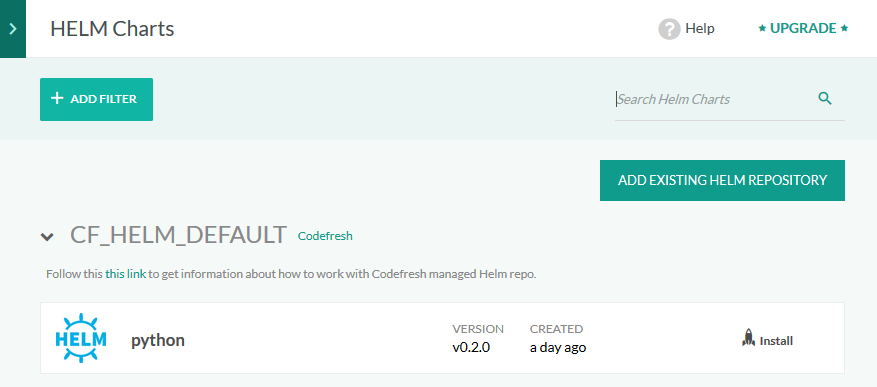 HELM Charts
? Help
★ UPGRADE ★
+ ADD FILTER
Search Helm Charts
ADD EXISTING HELM REPOSITORY
CF_HELM_DEFAULT Codefresh
Follow this this link to get information about how to work with Codefresh managed Helm repo.
HELM
python
VERSION
v0.2.0
CREATED
a day ago
Install